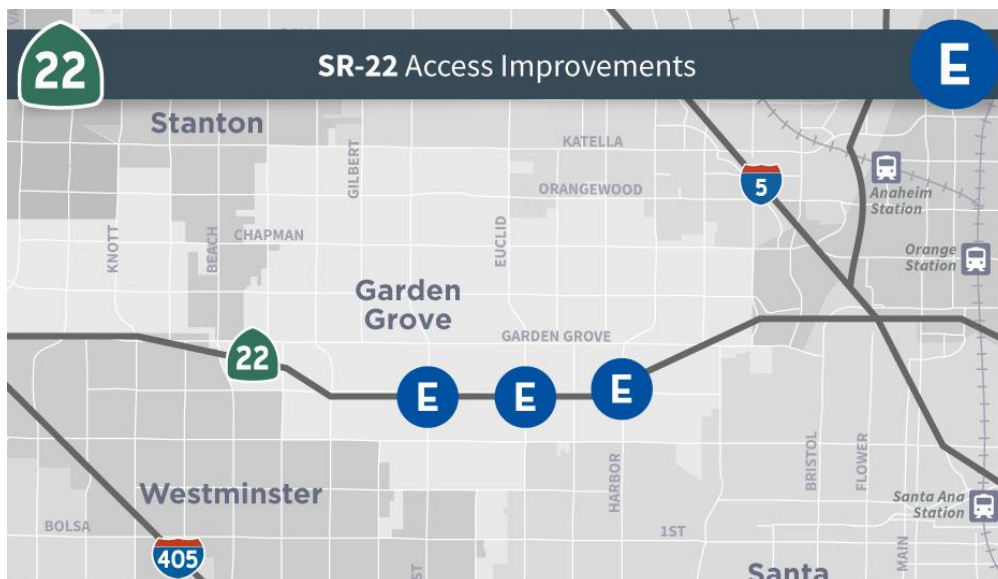 22
SR-22 Access Improvements
E
Stanton
KATELLA
GILBERT
5
ORANGEWOOD
Anaheim
Station
KNOTT
BEACH
CHAPMAN
EUCLID
Orange
Station
Garden
Grove
GARDEN GROVE
22
E
E
E
Westminster
HARBOR
BRISTOL
FLOWER
Santa Ana
Station
BOLSA
1ST
405
MAIN
ST
Santa